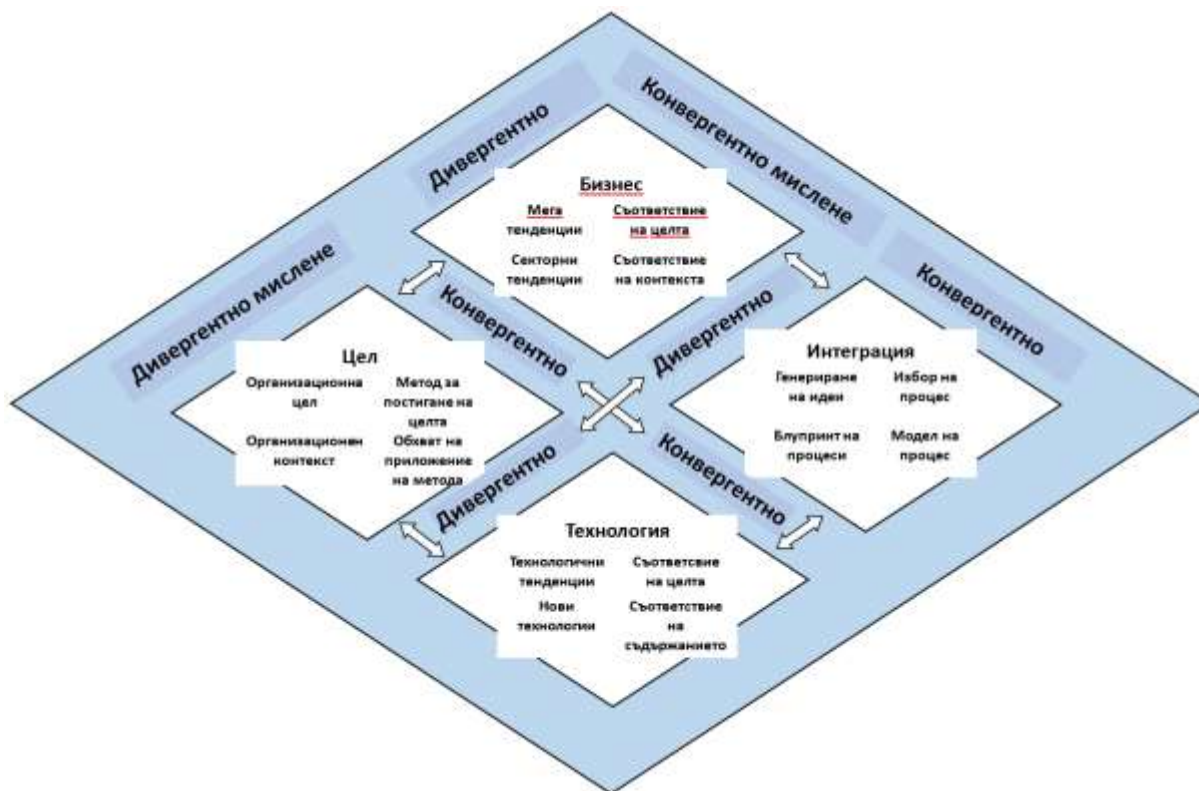 Дивергентно
Конвергентно мислене
Бизнес
Мега
тенденции
Съответствие
на целта
Секторни
тенденции
Съответствие
на контекста
Дивергентно мислене
Конвергентно
Дивергентно
Конвергентно
Цел
Организационна
цел
Метод за
постигане на
целта
Организационен
контекст
Обхват на
приложение
на метода
Интеграция
Генериране
на идеи
Избор на
процес
Блупринт на
процеси
Модел на
процес
Дивергентно
Конвергентно
Технология
Технологични
тенденции
Съответсвие
на целта
Нови
технологии
Съответствие
на
съдържанието